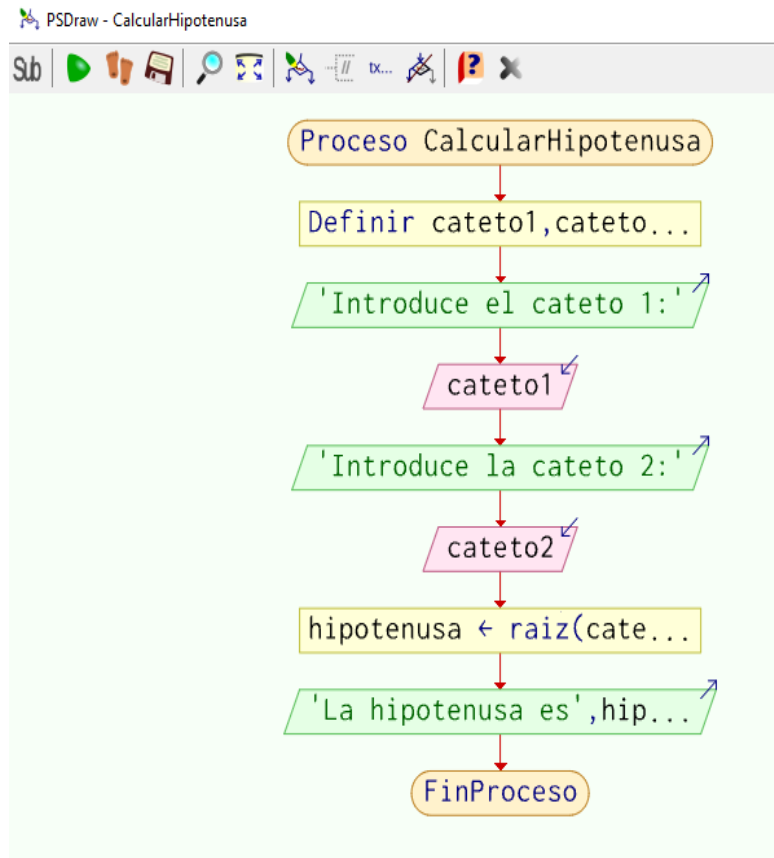 PSDraw - CalcularHipotenusa
Sub tx...
Proceso CalcularHipotenusa
Definir cateto1,cateto...
'Introduce el cateto 1:'
cateto1
'Introduce la cateto 2:'
cateto2
hipotenusa ← raiz(cate...
'La hipotenusa es',hip...
FinProceso